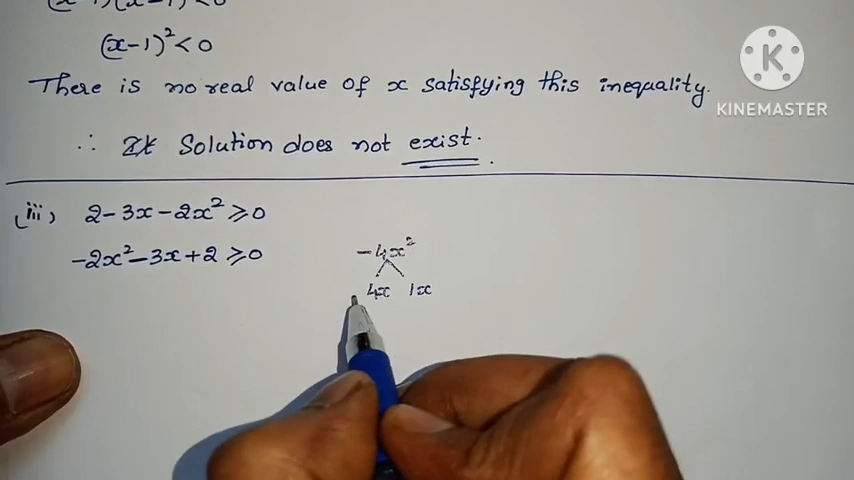 (x-1)² < 0
There is no real value of x satisfying this inequality.
∴ Solution does not exist.
(iii) 2 - 3x - 2x² ≥ 0
-2x² - 3x + 2 ≥ 0
-4x²
4x 1x
K
KINEMASTER